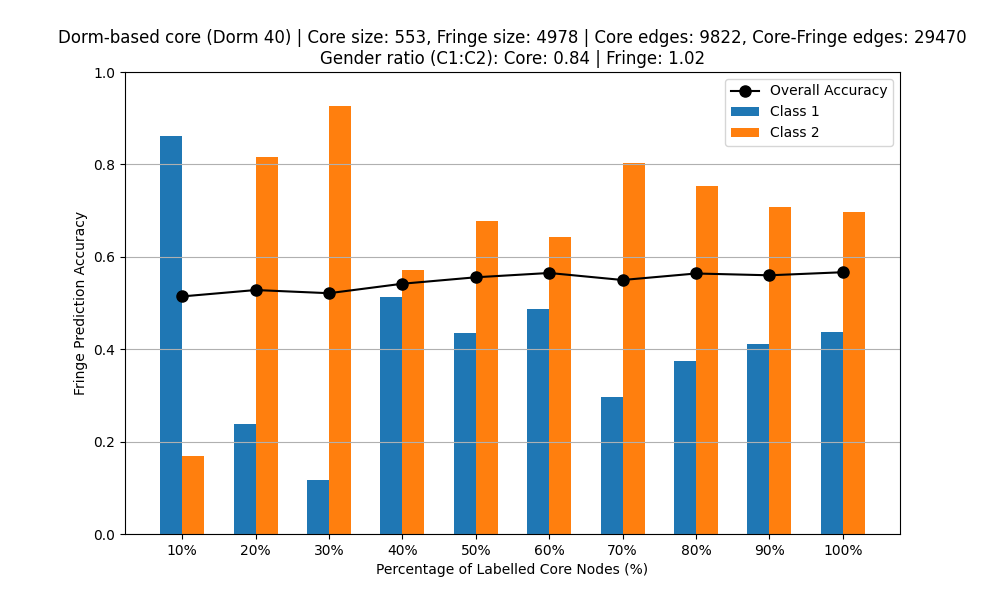 Dorm-based core (Dorm 40) | Core size: 553, Fringe size: 4978 | Core edges: 9822, Core-Fringe edges: 29470
Gender ratio (C1:C2): Core: 0.84 | Fringe: 1.02
Overall Accuracy
Class 1
Class 2
1.0
0.8
0.6
0.4
0.2
0.0
Fringe Prediction Accuracy
10% 20% 30% 40% 50% 60% 70% 80% 90% 100%
Percentage of Labelled Core Nodes (%)